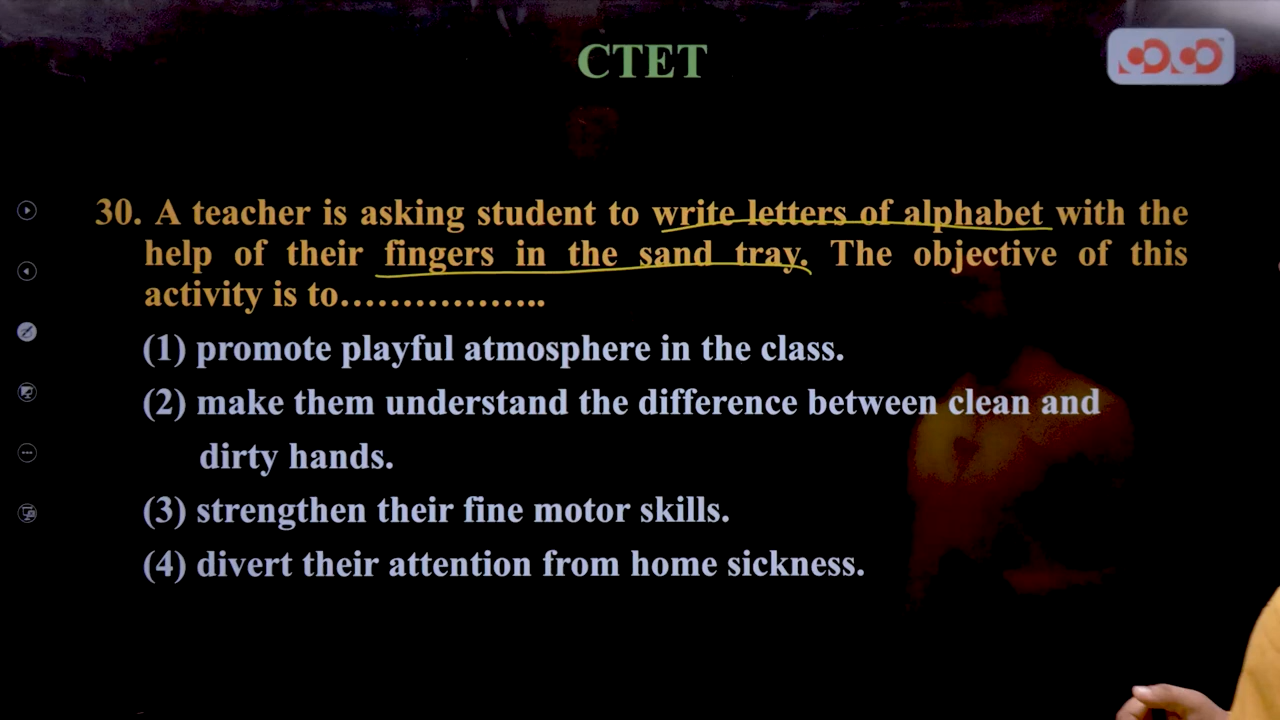 CTET
30. A teacher is asking student to write letters of alphabet with the
help of their fingers in the sand tray. The objective of this
activity is to……………..
(1) promote playful atmosphere in the class.
(2) make them understand the difference between clean and
dirty hands.
(3) strengthen their fine motor skills.
(4) divert their attention from home sickness.